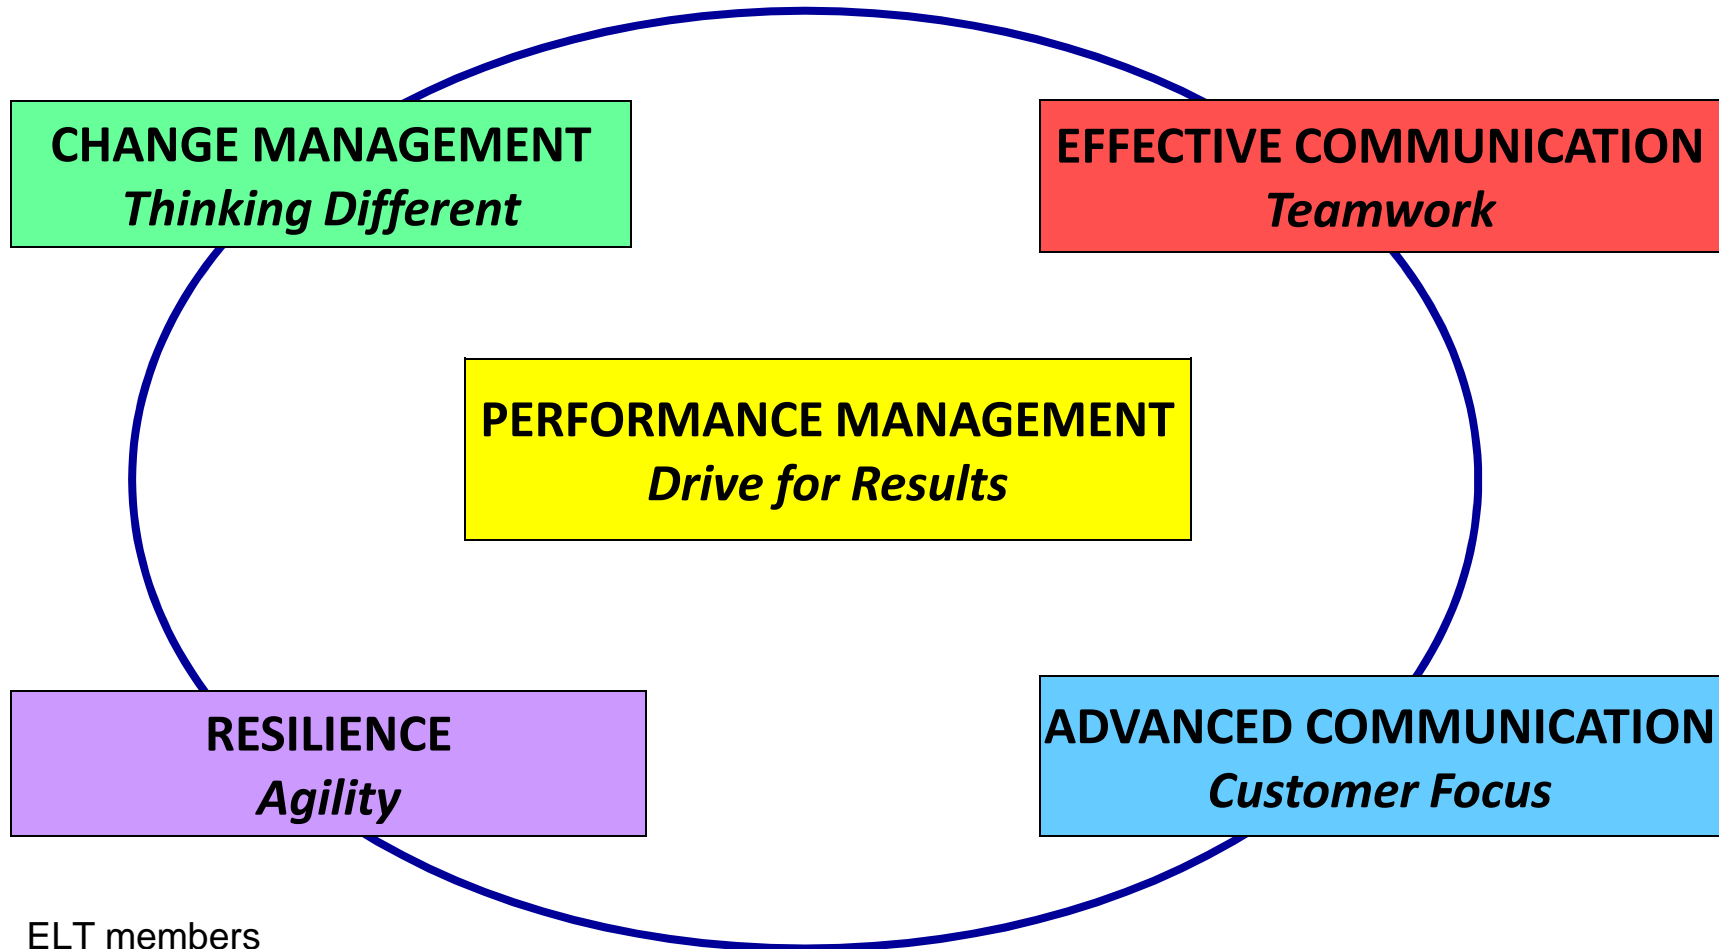 CHANGE MANAGEMENT
Thinking Different
EFFECTIVE COMMUNICATION
Teamwork
PERFORMANCE MANAGEMENT
Drive for Results
RESILIENCE
Agility
ADVANCED COMMUNICATION
Customer Focus
ELT members